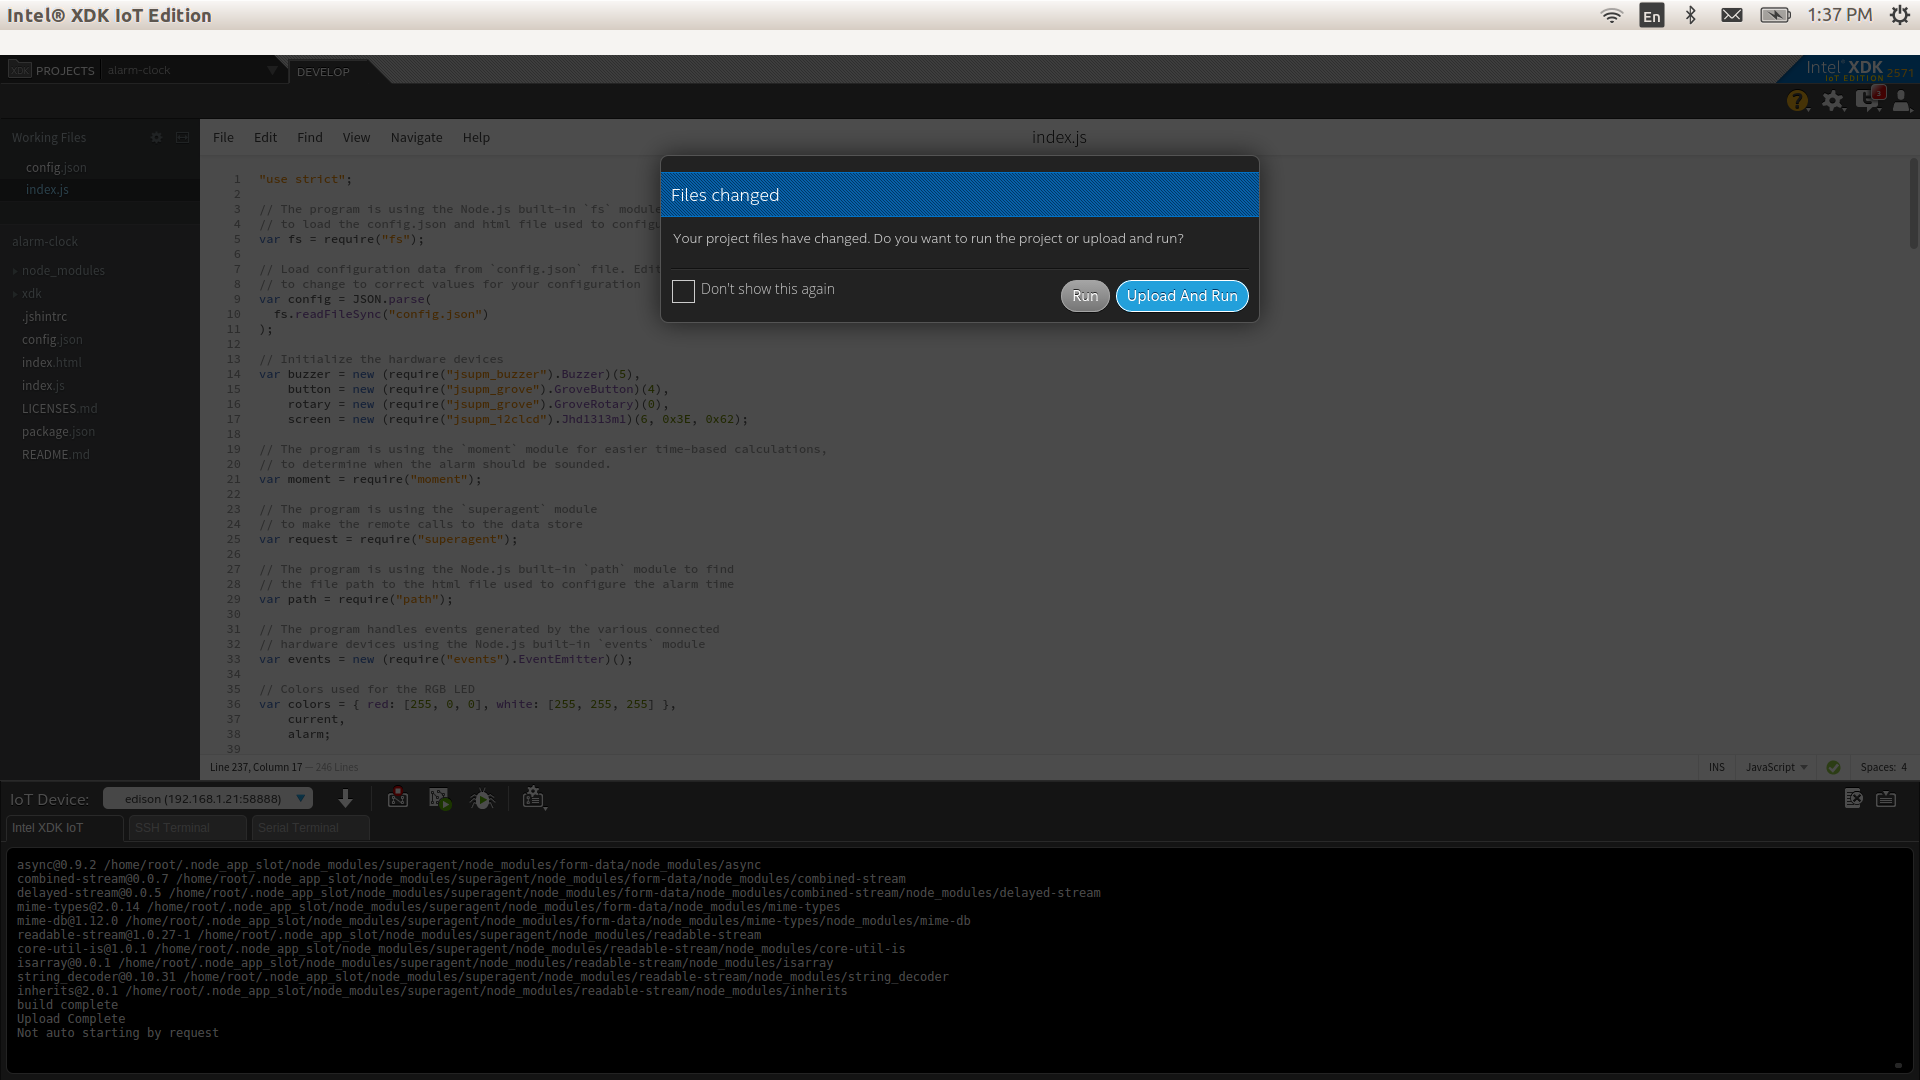 Intel® XDK IoT Edition
En
1:37 PM
XDK PROJECTS alarm-clock
DEVELOP
Intel® XDK
IoT EDITION 2571
?
3
Working Files
config.json
index.js
alarm-clock
node_modules
xdk
.jshintrc
config.json
index.html
index.js
LICENSES.md
package.json
README.md
File Edit Find View Navigate Help
index.js
1 "use strict";
2
3 // The program is using the Node.js built-in `fs` module
4 // to load the config.json and html file used to configu
5 var fs = require("fs");
6
7 // Load configuration data from `config.json` file. Edi
8 // to change to correct values for your configuration
9 var config = JSON.parse(
10 fs.readFileSync("config.json")
11 );
12
13 // Initialize the hardware devices
14 var buzzer = new (require("jsupm_buzzer").Buzzer)(5),
15 button = new (require("jsupm_grove").GroveButton)(4),
16 rotary = new (require("jsupm_grove").GroveRotary)(0),
17 screen = new (require("jsupm_i2clcd").Jhd1313m1)(6, 0x3E, 0x62);
18
19 // The program is using the `moment` module for easier time-based calculations,
20 // to determine when the alarm should be sounded.
21 var moment = require("moment");
22
23 // The program is using the `superagent` module
24 // to make the remote calls to the data store
25 var request = require("superagent");
26
27 // The program is using the Node.js built-in `path` module to find
28 // the file path to the html file used to configure the alarm time
29 var path = require("path");
30
31 // The program handles events generated by the various connected
32 // hardware devices using the Node.js built-in `events` module
33 var events = new (require("events").EventEmitter)();
34
35 // Colors used for the RGB LED
36 var colors = { red: [255, 0, 0], white: [255, 255, 255] },
37 current,
38 alarm;
39
Files changed
Your project files have changed. Do you want to run the project or upload and run?
Don't show this again
Run
Upload And Run
Line 237, Column 17 — 246 Lines
INS JavaScript Spaces: 4
IoT Device: edison (192.168.1.21:58888)
Intel XDK IoT SSH Terminal Serial Terminal
async@0.9.2 /home/root/.node_app_slot/node_modules/superagent/node_modules/form-data/node_modules/async
combined-stream@0.0.7 /home/root/.node_app_slot/node_modules/superagent/node_modules/form-data/node_modules/combined-stream
delayed-stream@0.0.5 /home/root/.node_app_slot/node_modules/superagent/node_modules/form-data/node_modules/combined-stream/node_modules/delayed-stream
mime-types@2.0.14 /home/root/.node_app_slot/node_modules/superagent/node_modules/form-data/node_modules/mime-types
mime-db@1.12.0 /home/root/.node_app_slot/node_modules/superagent/node_modules/form-data/node_modules/mime-types/node_modules/mime-db
readable-stream@1.0.27-1 /home/root/.node_app_slot/node_modules/superagent/node_modules/readable-stream
core-util-is@1.0.1 /home/root/.node_app_slot/node_modules/superagent/node_modules/readable-stream/node_modules/core-util-is
isarray@0.0.1 /home/root/.node_app_slot/node_modules/superagent/node_modules/readable-stream/node_modules/isarray
string_decoder@0.10.31 /home/root/.node_app_slot/node_modules/superagent/node_modules/readable-stream/node_modules/string_decoder
inherits@2.0.1 /home/root/.node_app_slot/node_modules/superagent/node_modules/readable-stream/node_modules/inherits
build complete
Upload Complete
Not auto starting by request